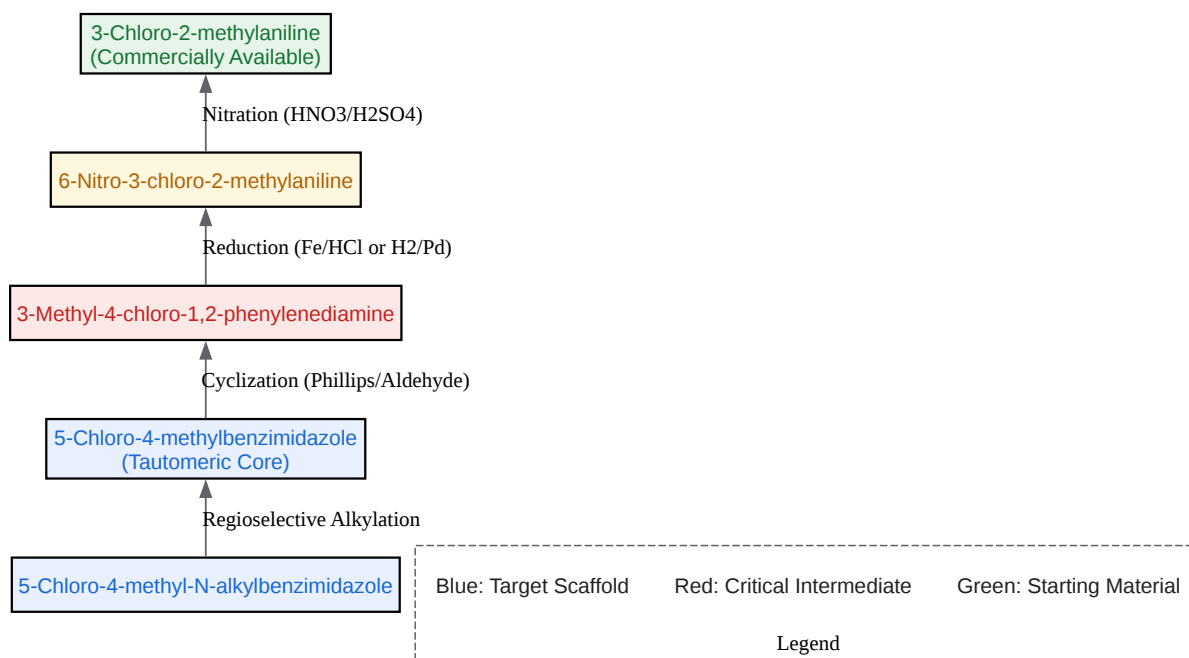 3-Chloro-2-methylaniline
(Commercially Available)
Nitration (HNO3/H2SO4)
6-Nitro-3-chloro-2-methylaniline
Reduction (Fe/HCl or H2/Pd)
3-Methyl-4-chloro-1,2-phenylenediamine
Cyclization (Phillips/Aldehyde)
5-Chloro-4-methylbenzimidazole
(Tautomeric Core)
Regioselective Alkylation
5-Chloro-4-methyl-N-alkylbenzimidazole
Blue: Target Scaffold Red: Critical Intermediate Green: Starting Material
Legend